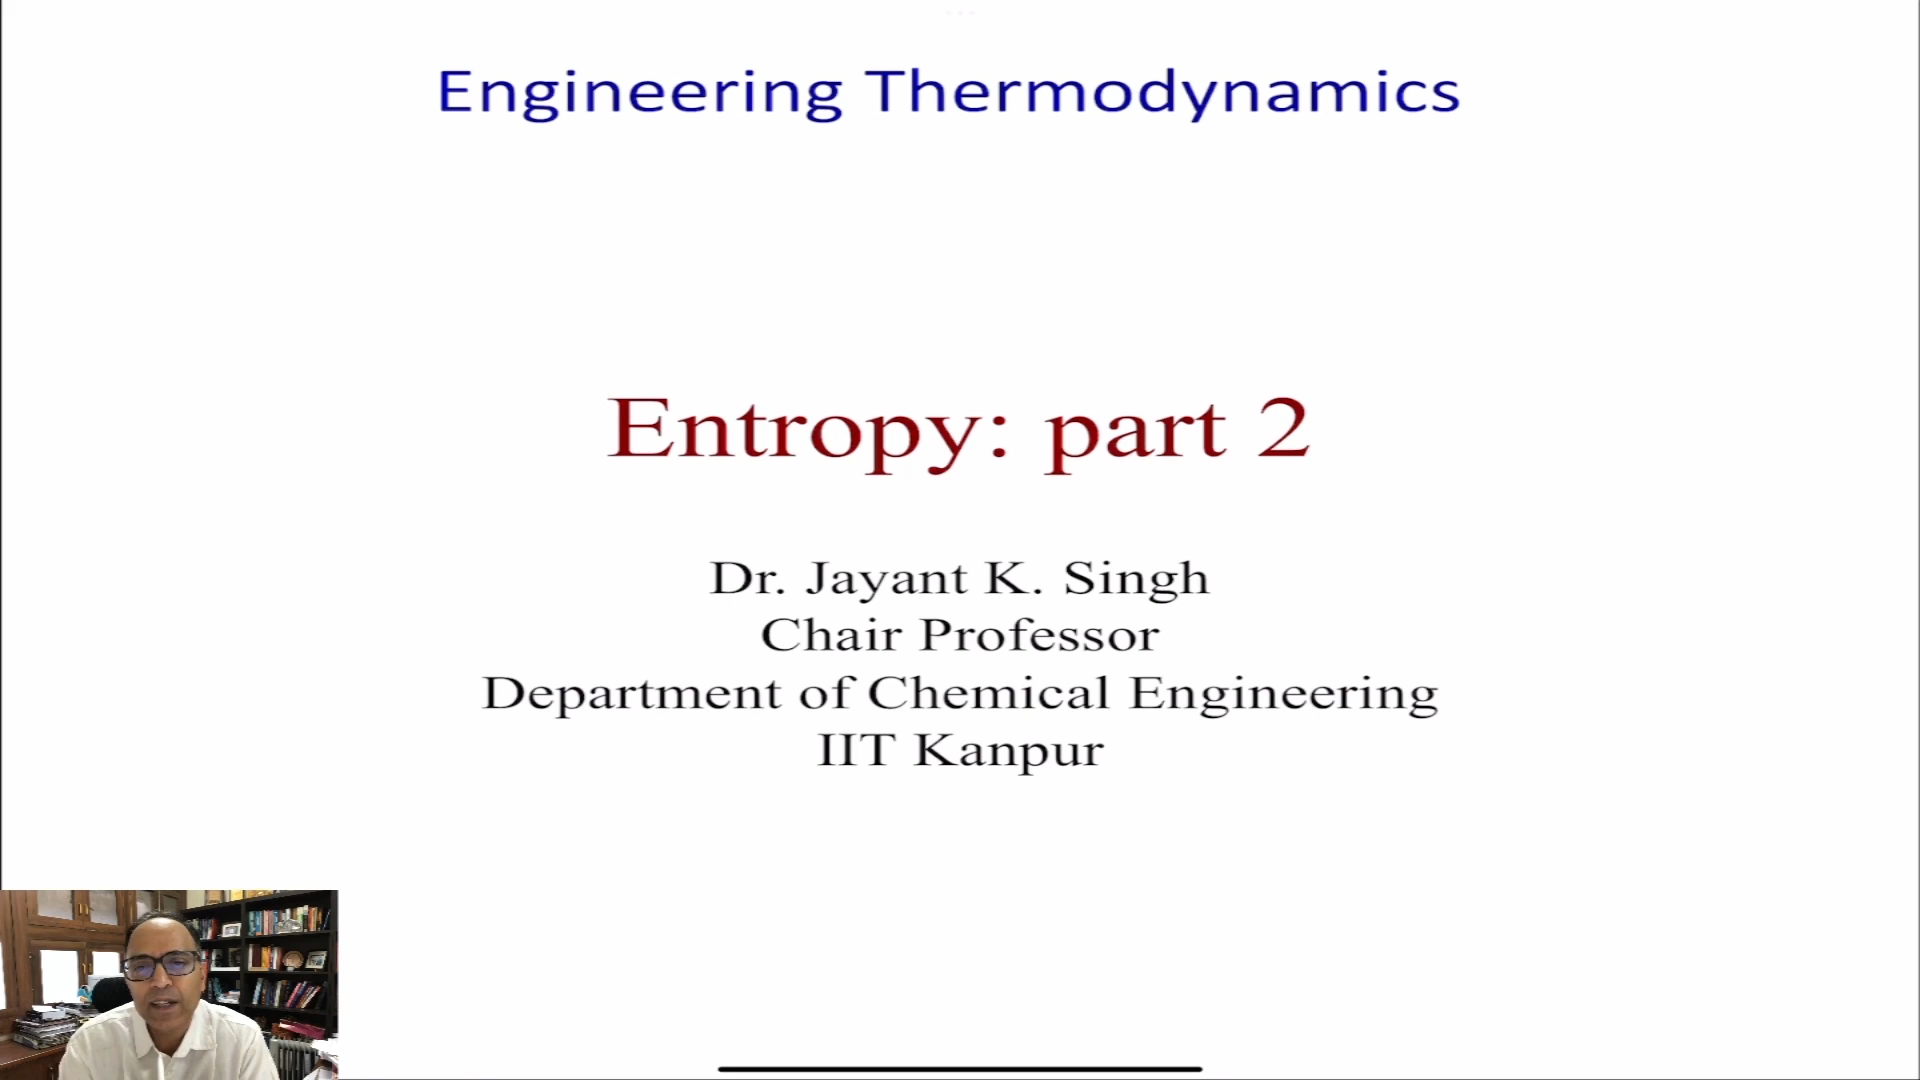 Engineering Thermodynamics
Entropy: part 2
Dr. Jayant K. Singh
Chair Professor
Department of Chemical Engineering
IIT Kanpur